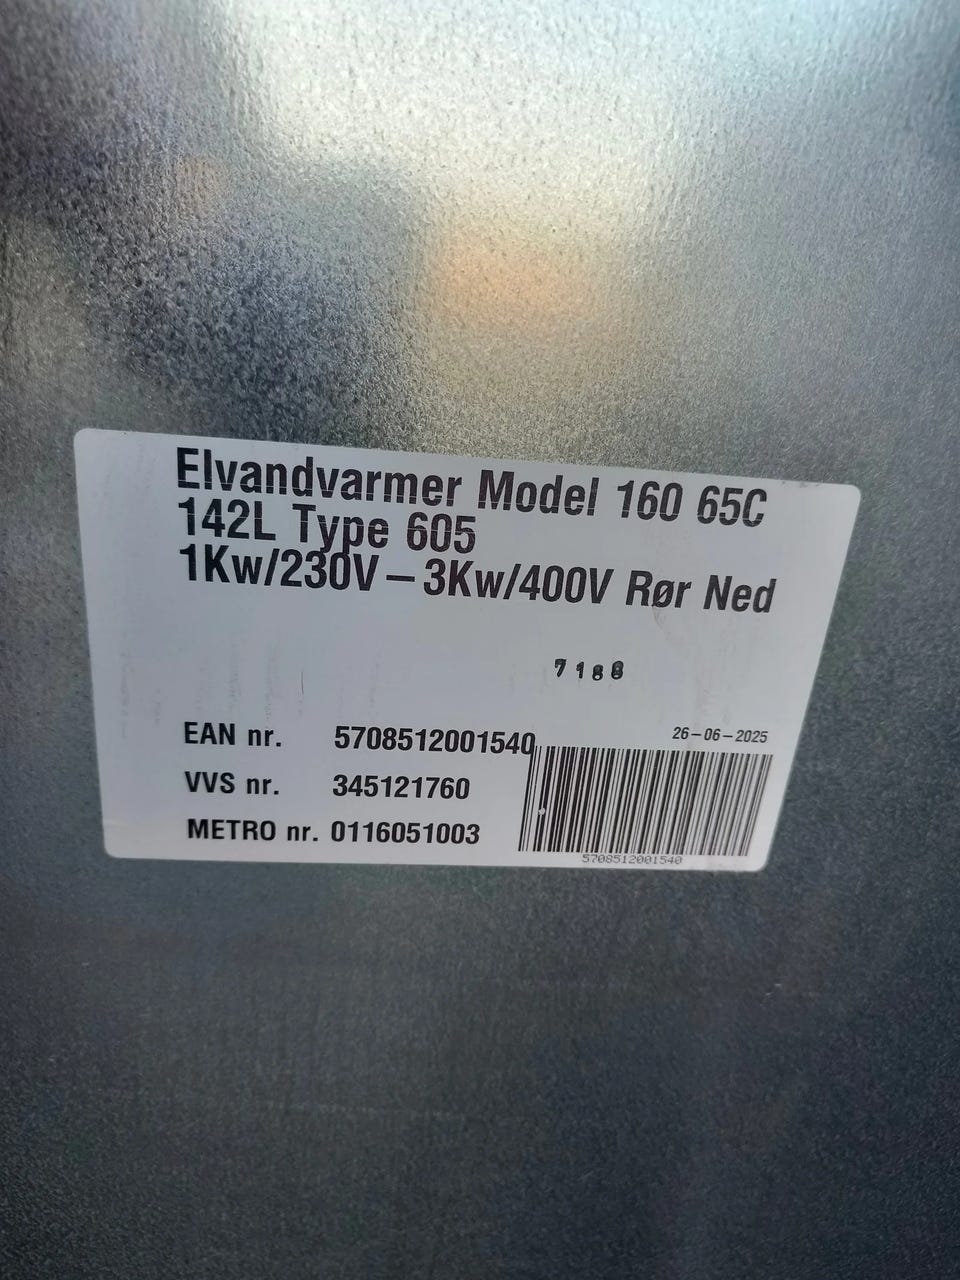 Elvandvarmer Model 160 65C
142L Type 605
1Kw/230V – 3Kw/400V Rør Ned
7188
26-06-2025
EAN nr. 5708512001540
VVS nr. 345121760
METRO nr. 0116051003
5708512001540